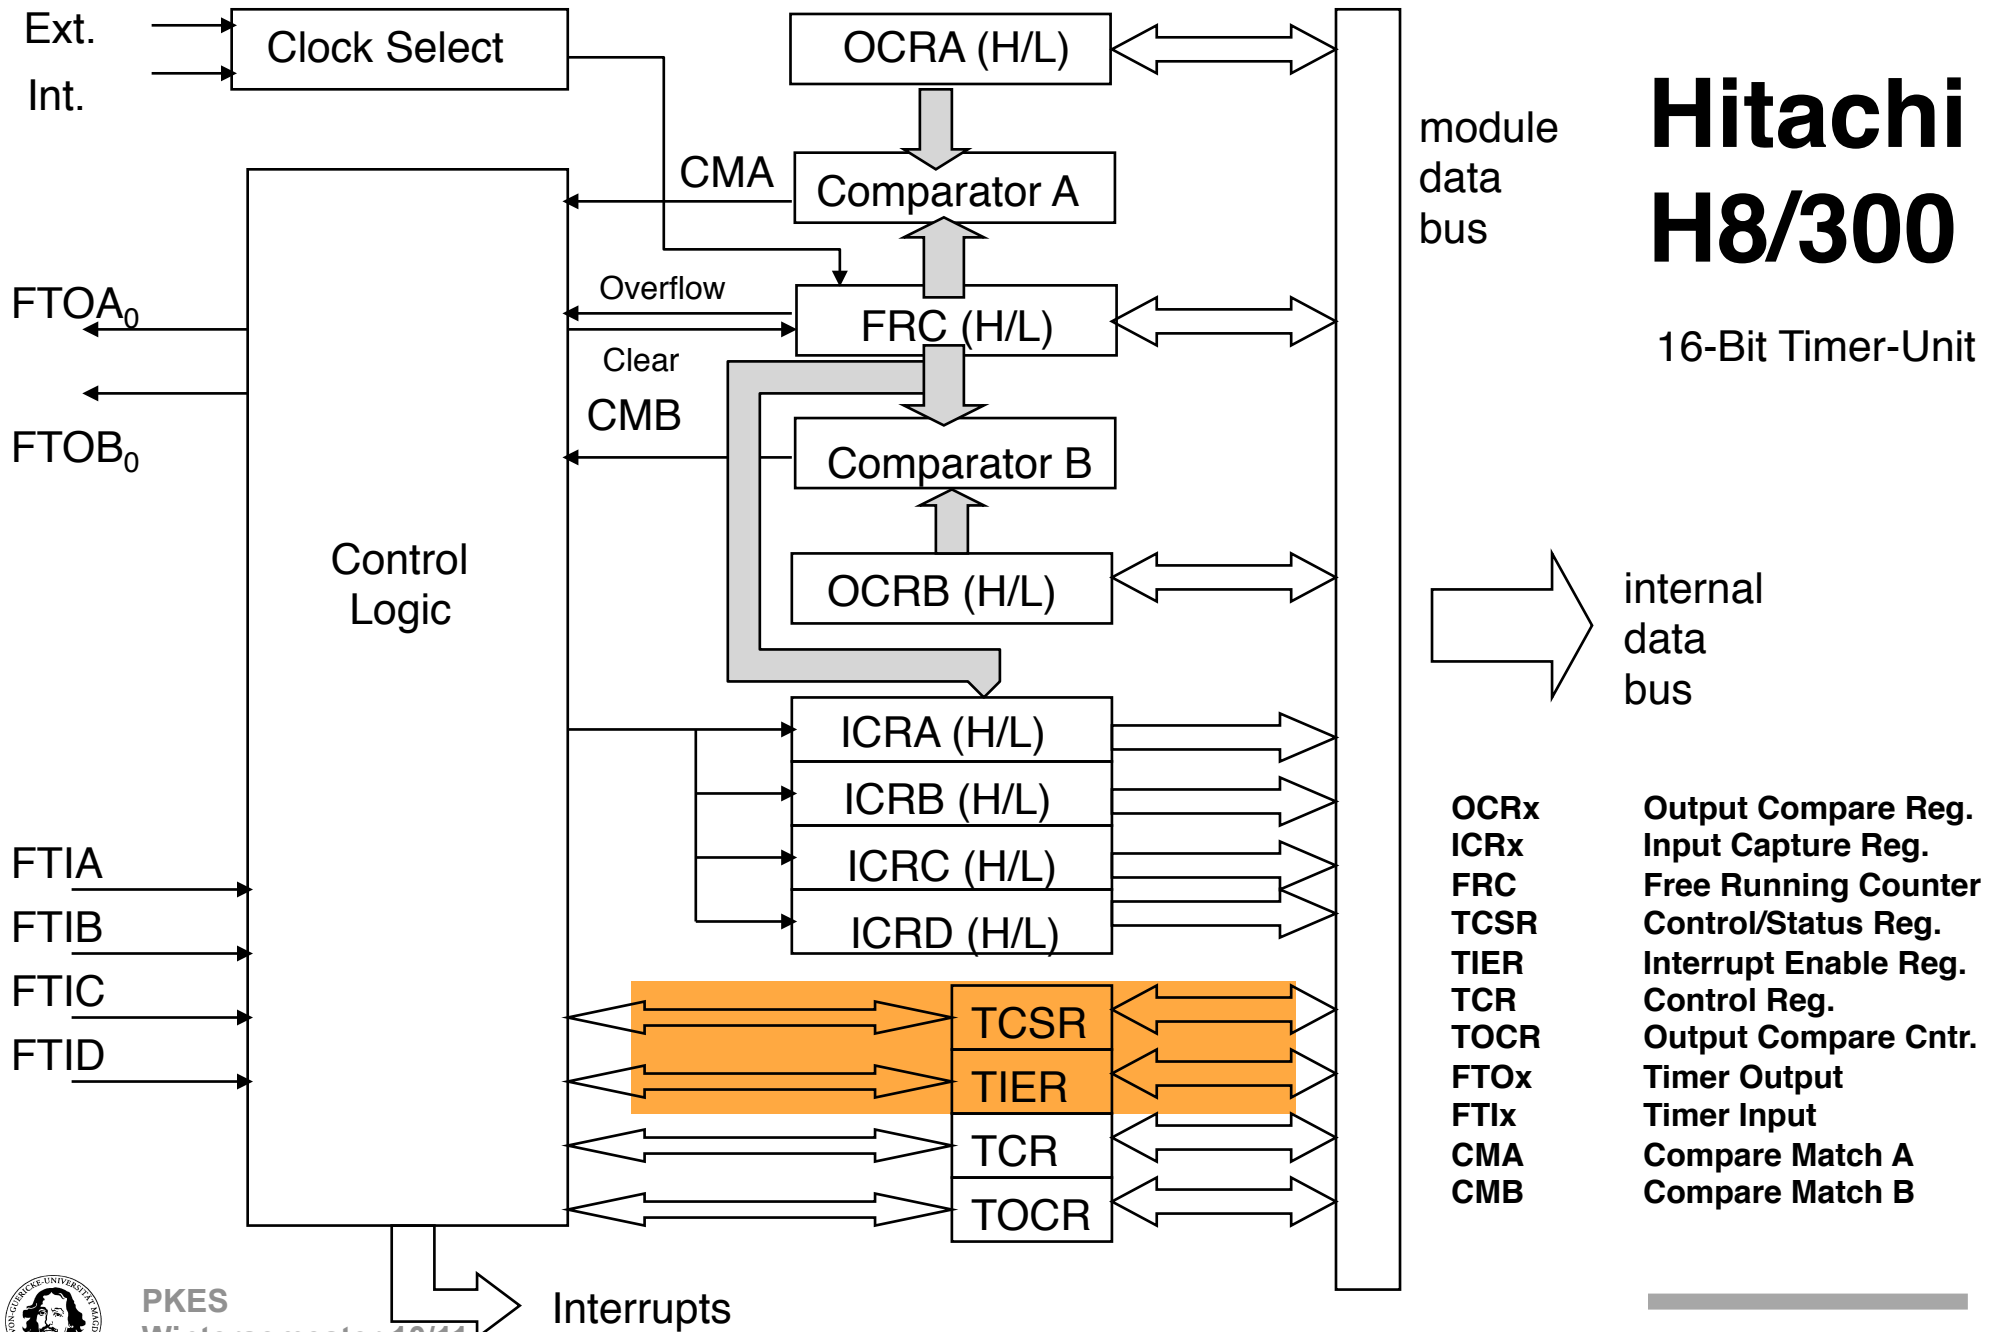 Ext.
Int.
Clock Select
OCRA (H/L)
CMA
Comparator A
Overflow
FRC (H/L)
Clear
CMB
Comparator B
OCRB (H/L)
FTOA0
FTOB0
Control
Logic
ICRA (H/L)
ICRB (H/L)
ICRC (H/L)
ICRD (H/L)
FTIA
FTIB
FTIC
FTID
TCSR
TIER
TCR
TOCR
Interrupts
module
data
bus
Hitachi
H8/300
16-Bit Timer-Unit
internal
data
bus
OCRx Output Compare Reg.
ICRx Input Capture Reg.
FRC Free Running Counter
TCSR Control/Status Reg.
TIER Interrupt Enable Reg.
TCR Control Reg.
TOCR Output Compare Cntr.
FTOx Timer Output
FTIx Timer Input
CMA Compare Match A
CMB Compare Match B
PKES
Wintersemester 10/11